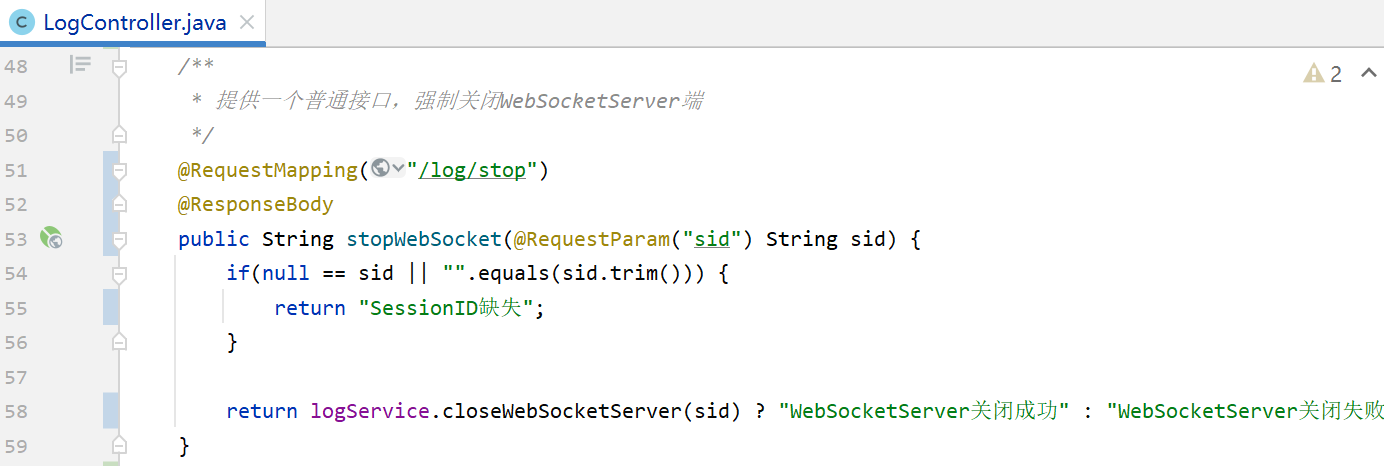 LogController.java
2
48 /**
49 * 提供一个普通接口，强制关闭WebSocketServer端
50 */
51 @RequestMapping("/log/stop")
52 @ResponseBody
53 public String stopWebSocket(@RequestParam("sid") String sid) {
54 if(null == sid || "".equals(sid.trim())) {
55 return "SessionID缺失";
56 }
57
58 return logService.closeWebSocketServer(sid) ? "WebSocketServer关闭成功" : "WebSocketServer关闭失败
59 }